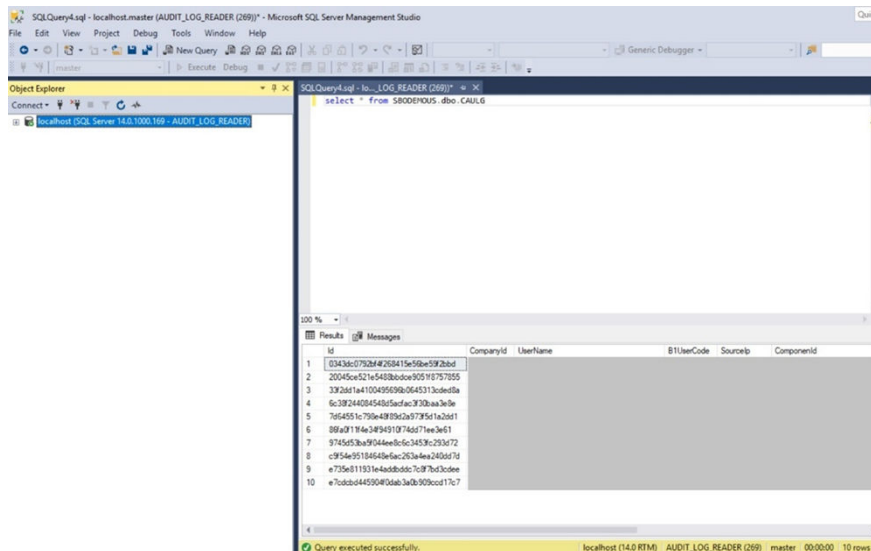 SQLQuery4.sql - localhost.master (AUDIT_LOG_READER (269))* - Microsoft SQL Server Management Studio
File Edit View Project Debug Tools Window Help
New Query Generic Debugger
master Execute Debug
Object Explorer
SQLQuery4.sql - lo..._LOG_READER (269))*
Connect
select * from SBODEMOUS.dbo.CAULG
localhost (SQL Server 14.0.1000.169 - AUDIT_LOG_READER)
100 %
Results Messages
Id CompanyId UserName B1UserCode SourceIp ComponentId
1 0343dc0792bf4f268415e56be59f2bbd
2 20045ce521e5488bbdce9051f8757855
3 33f2dd1a4100495696b0645313cded8a
4 6c38f244084548d5acfac3f30baa3e8e
5 7d64551c798e48f89d2a973f5d1a2dd1
6 86fa0f11f4e34f94910f74dd71ee3e61
7 9745d53ba5f044ee8c6c3453fc293d72
8 c9f54e95184648e6ac263a4ea240dd7d
9 e735e811931e4addbddc7c8f7bd3cdee
10 e7cdcbd445904f0dab3a0b909ccd17c7
Query executed successfully. localhost (14.0 RTM) AUDIT_LOG_READER (269) master 00:00:00 10 rows